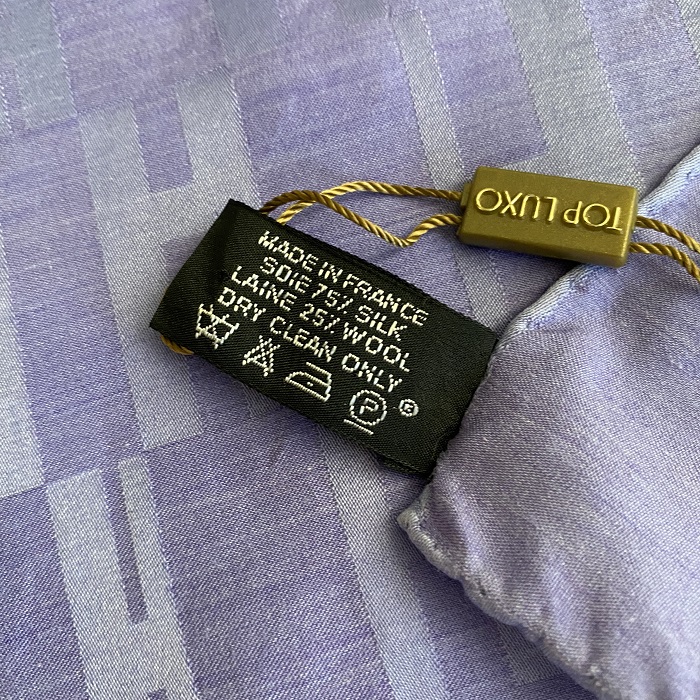 TOP LUXO
MADE IN FRANCE
SOIE 75% SILK
LAINE 25% WOOL
DRY CLEAN ONLY
P ®